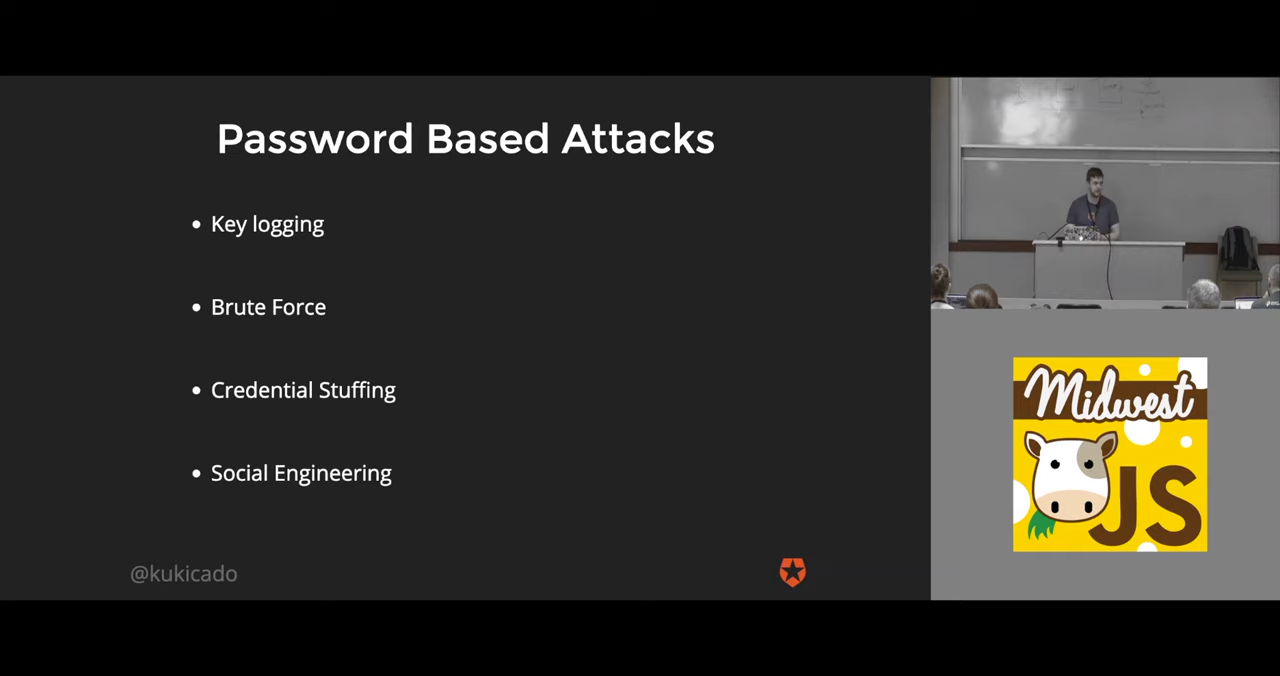 Password Based Attacks
• Key logging
• Brute Force
• Credential Stuffing
• Social Engineering
@kukicado
Midwest
JS